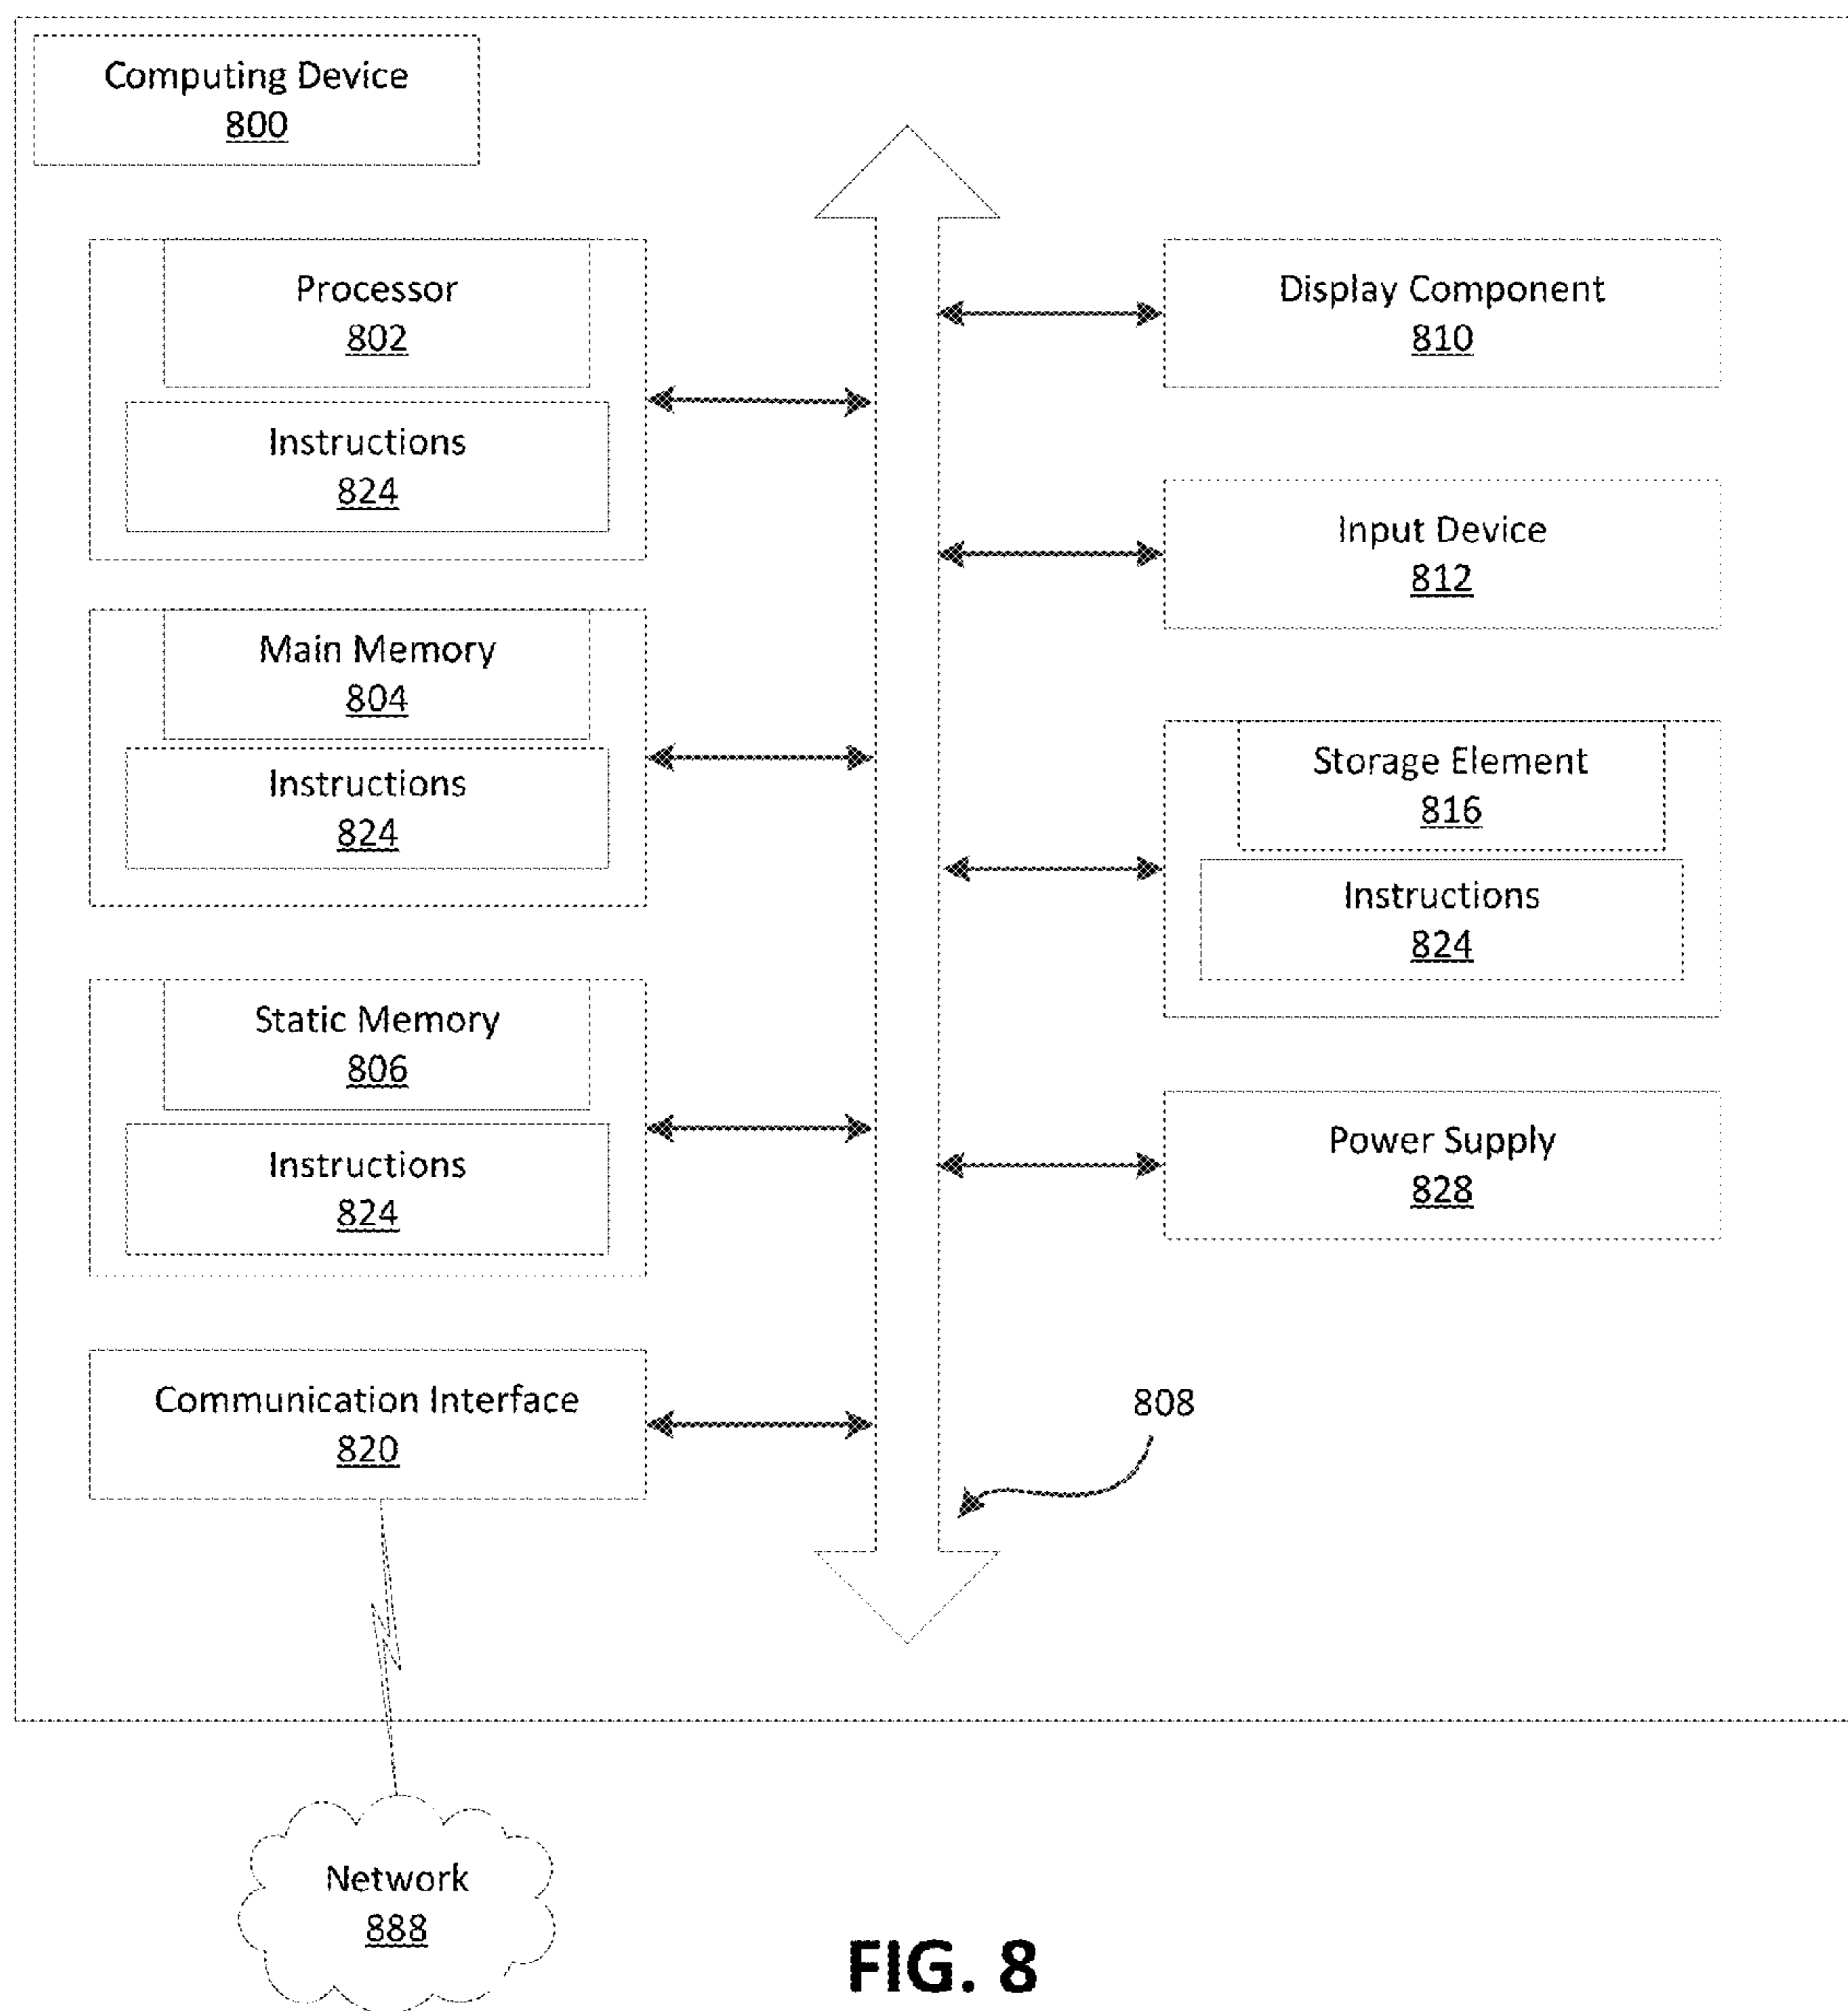 Computing Device
800
Processor
802
Instructions
824
Main Memory
804
Instructions
824
Static Memory
806
Instructions
824
Communication Interface
820
Display Component
810
Input Device
812
Storage Element
816
Instructions
824
Power Supply
828
808
Network
888
FIG. 8